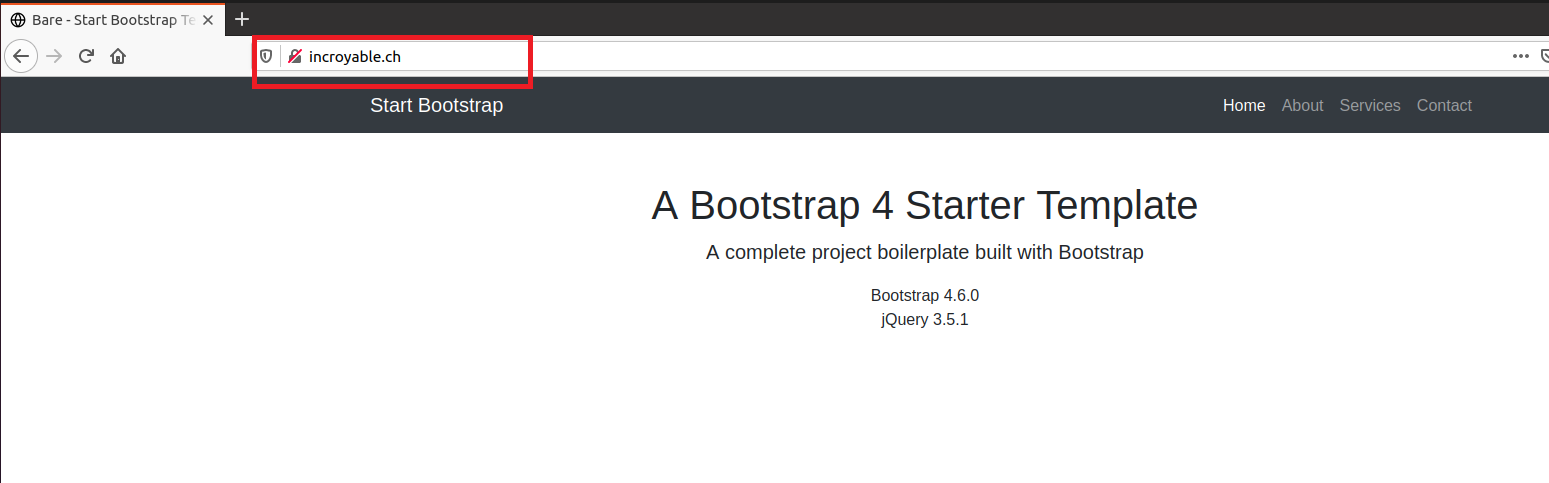 Bare - Start Bootstrap Te
incroyable.ch
Start Bootstrap
Home About Services Contact
A Bootstrap 4 Starter Template
A complete project boilerplate built with Bootstrap
Bootstrap 4.6.0
jQuery 3.5.1